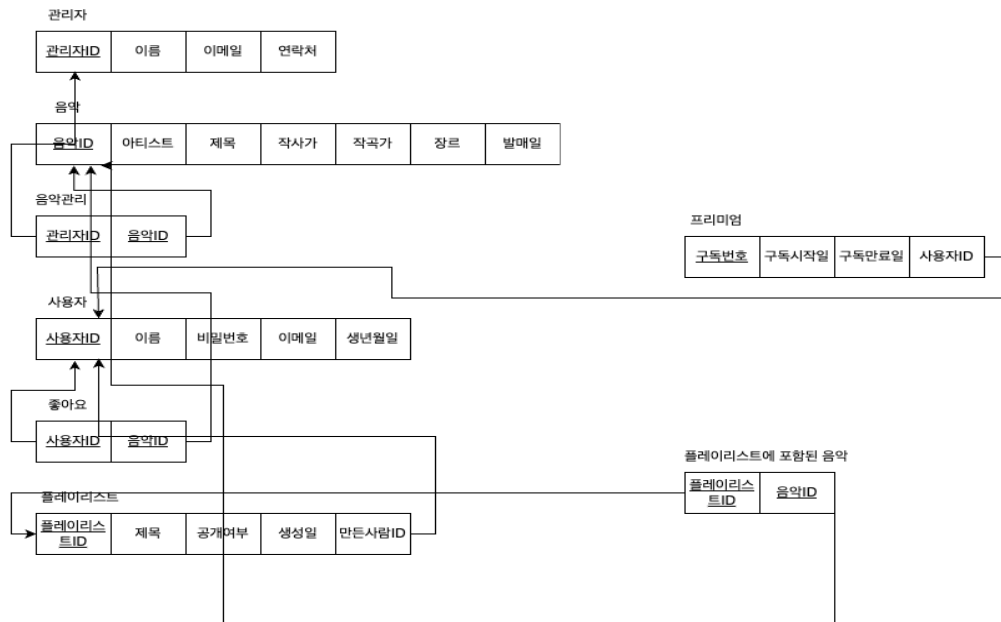 관리자
관리자ID 이름 이메일 연락처
음악
음악ID 아티스트 제목 작사가 작곡가 장르 발매일
음악관리
관리자ID 음악ID
프리미엄
구독번호 구독시작일 구독만료일 사용자ID
사용자
사용자ID 이름 비밀번호 이메일 생년월일
좋아요
사용자ID 음악ID
플레이리스트에 포함된 음악
플레이리스
트ID 음악ID
플레이리스트
플레이리스
트ID 제목 공개여부 생성일 만든사람ID